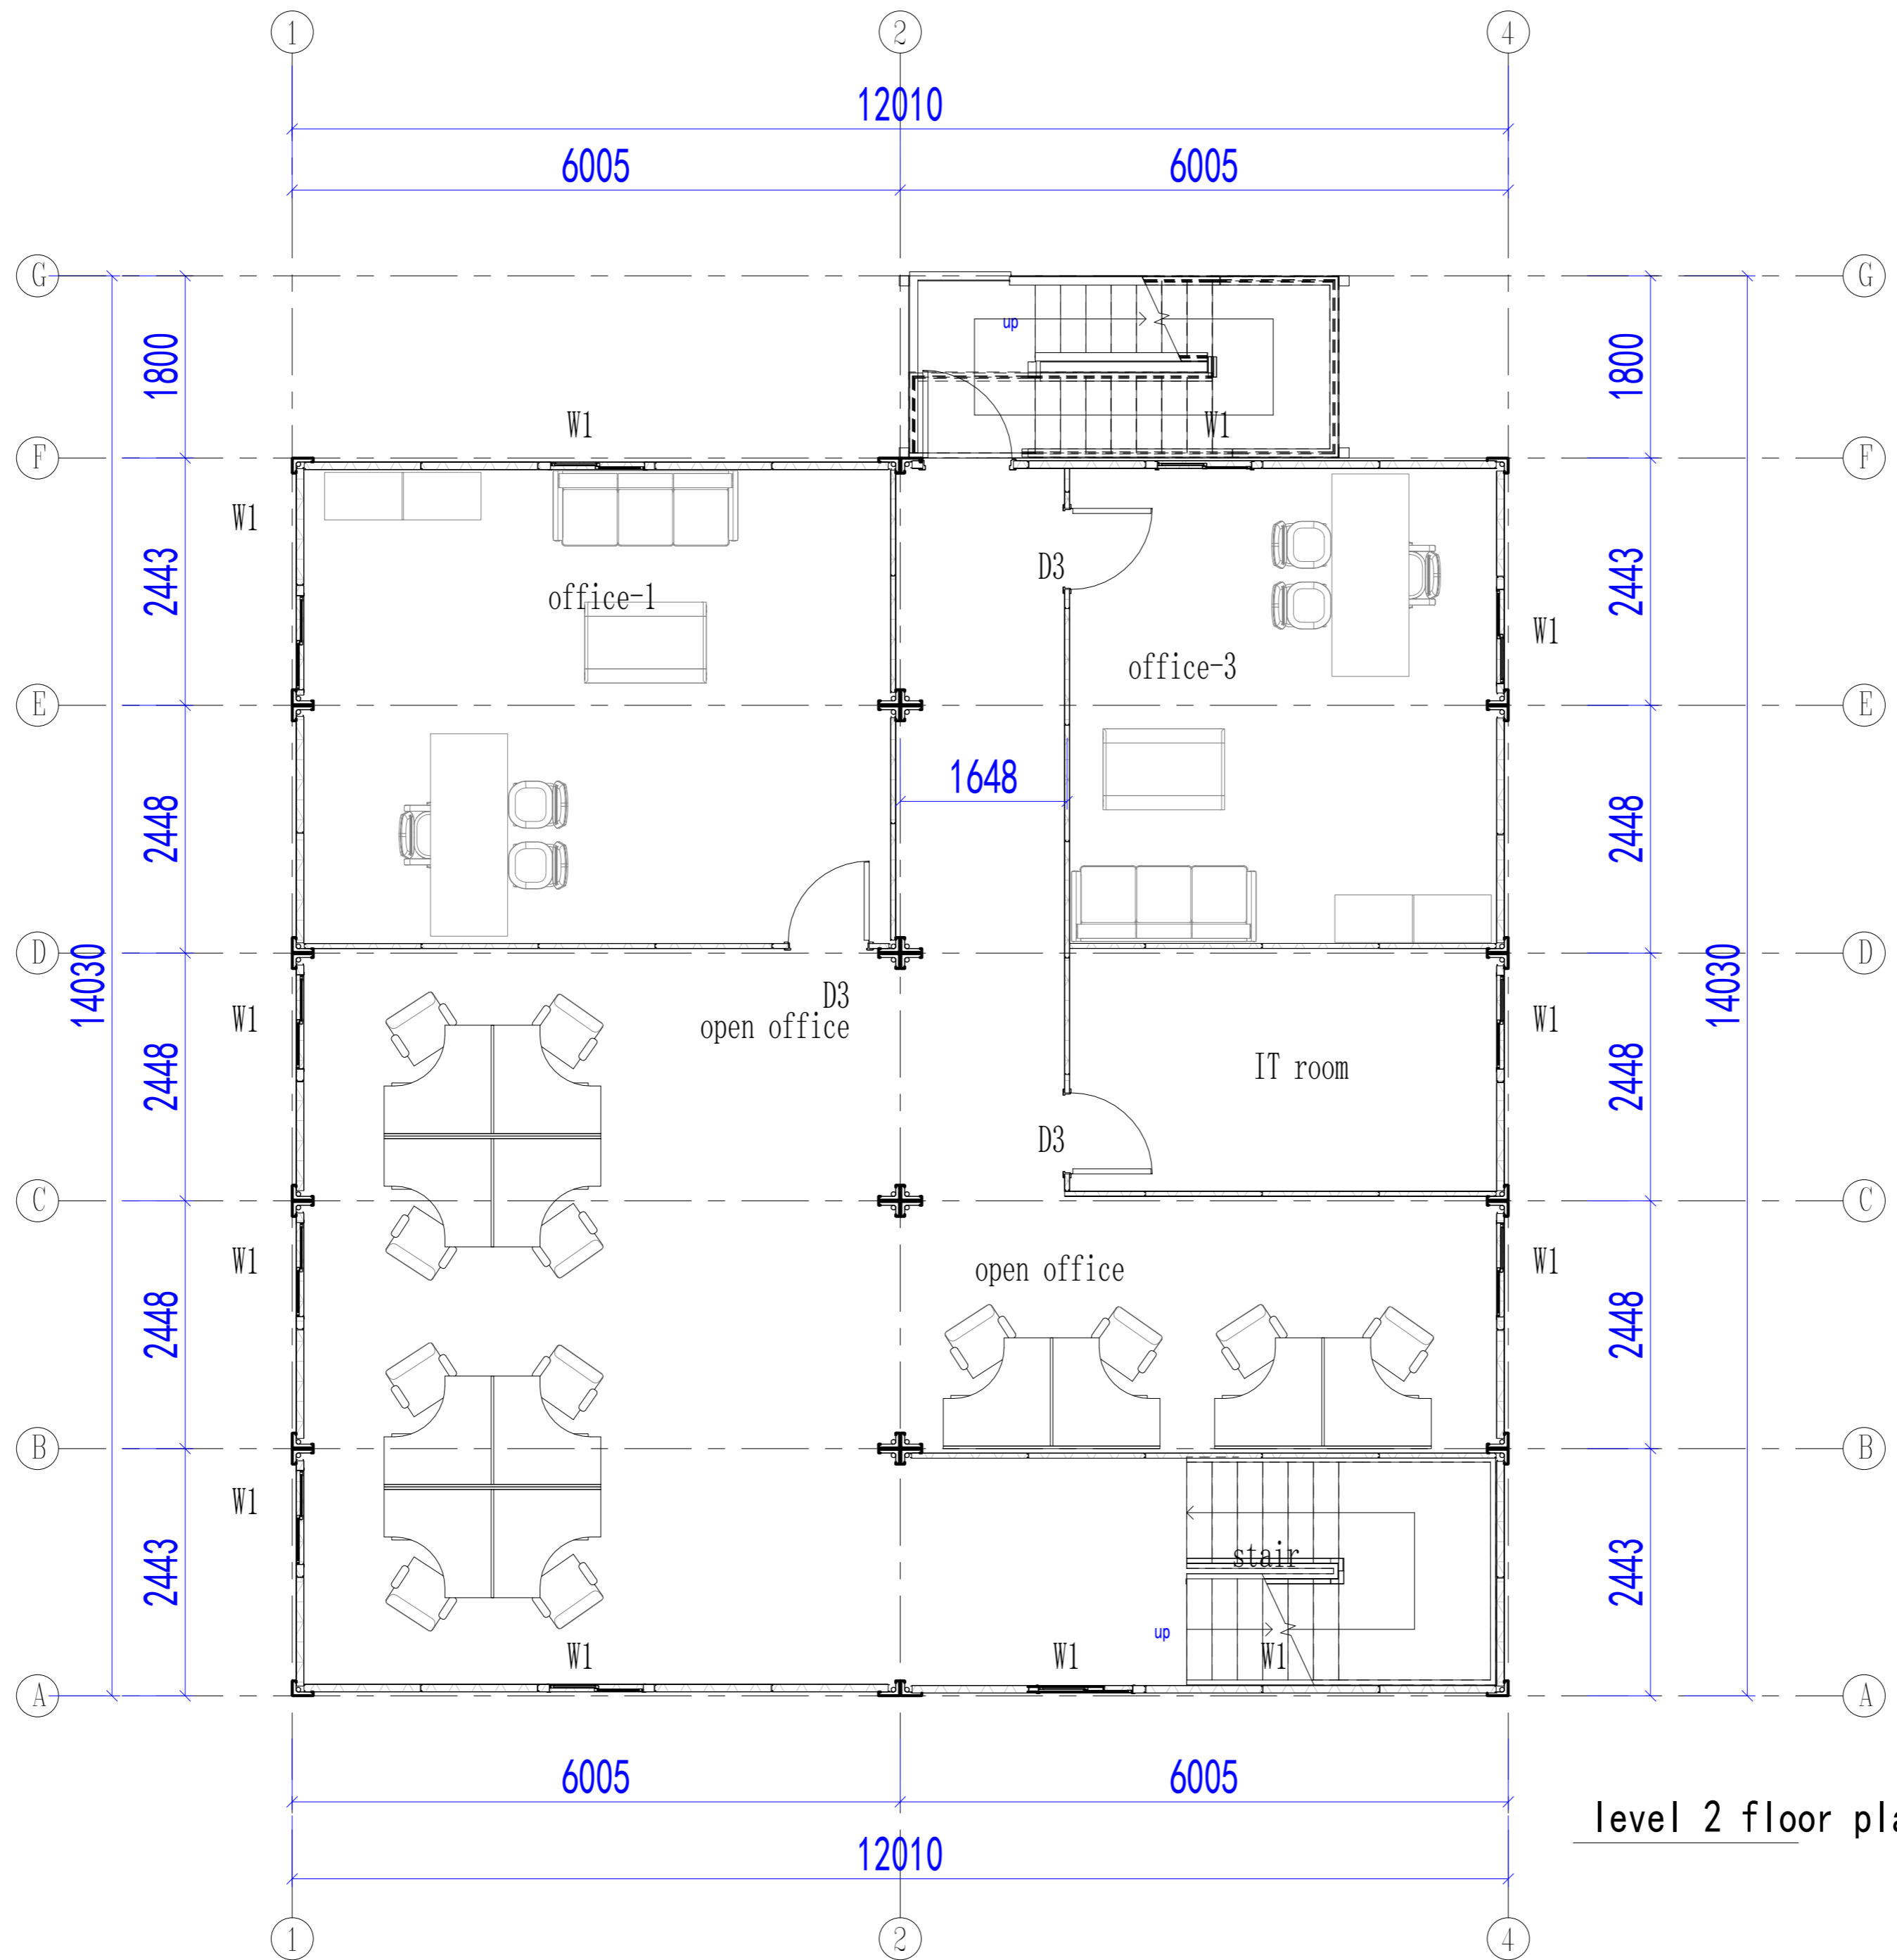 1 2 4
12010
6005 6005
G G
1800 up 1800
W1 W1
F F
W1
2443 D3 2443
office-1
W1
office-3
E E
1648
2448 2448
D D
14030 14030
D3
W1 W1
open office
2448 IT room 2448
D3
C C
W1 open office W1
2448 2448
B B
W1
2443 stair 2443
up
W1 W1 W1
A A
6005 6005
level 2 floor pla
12010
1 2 4